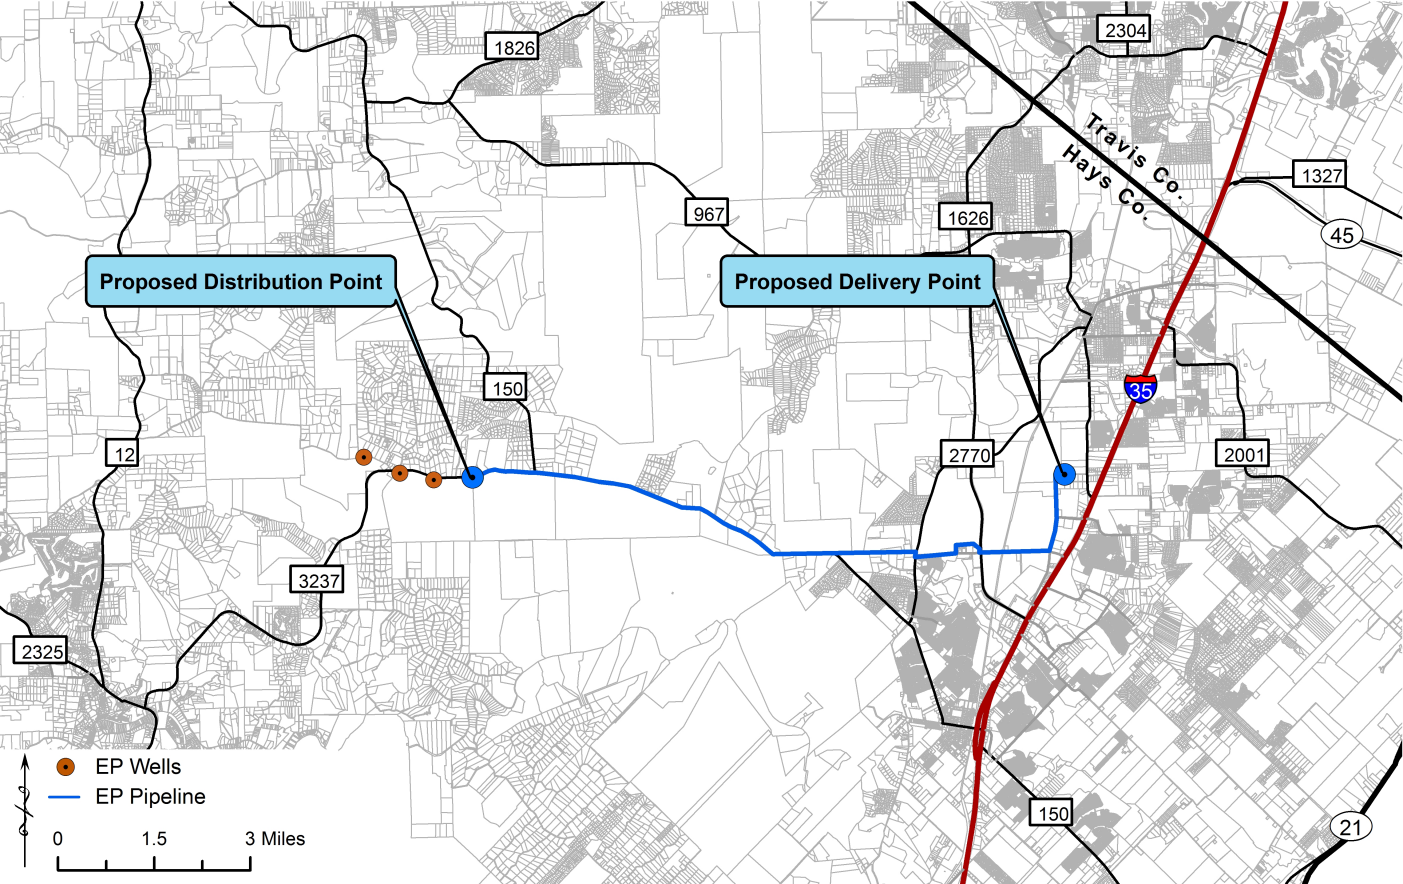 1826
2304
Travis Co.
Hays Co.
1327
967
1626
45
Proposed Distribution Point
Proposed Delivery Point
150
35
12
2770
2001
3237
2325
EP Wells
EP Pipeline
0 1.5 3 Miles
150
21